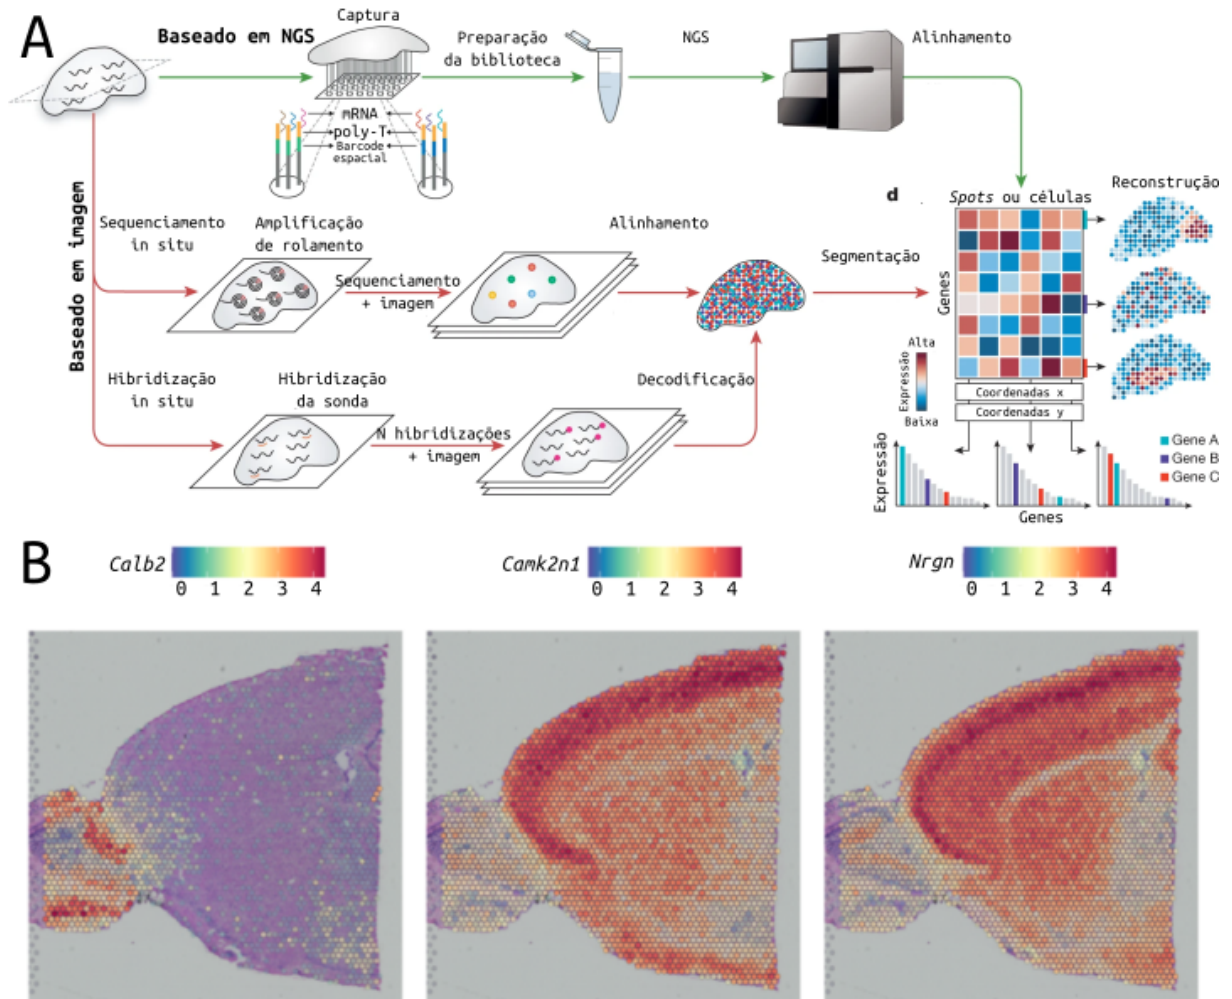 A
Baseado em NGS
Captura
Preparação
da biblioteca
NGS
Alinhamento
mRNA
poly-T
Barcode
espacial
Baseado em imagem
Sequenciamento
in situ
Amplificação
de rolamento
Sequenciamento
+ imagem
Alinhamento
Segmentação
Hibridização
in situ
Hibridização
da sonda
N hibridizações
+ imagem
Decodificação
d
Spots ou células
Reconstrução
Genes
Alta
Expressão
Baixa
Coordenadas x
Coordenadas y
Expressão
Genes
Gene A
Gene B
Gene C
B
Calb2
0 1 2 3 4
Camk2n1
0 1 2 3 4
Nrgn
0 1 2 3 4